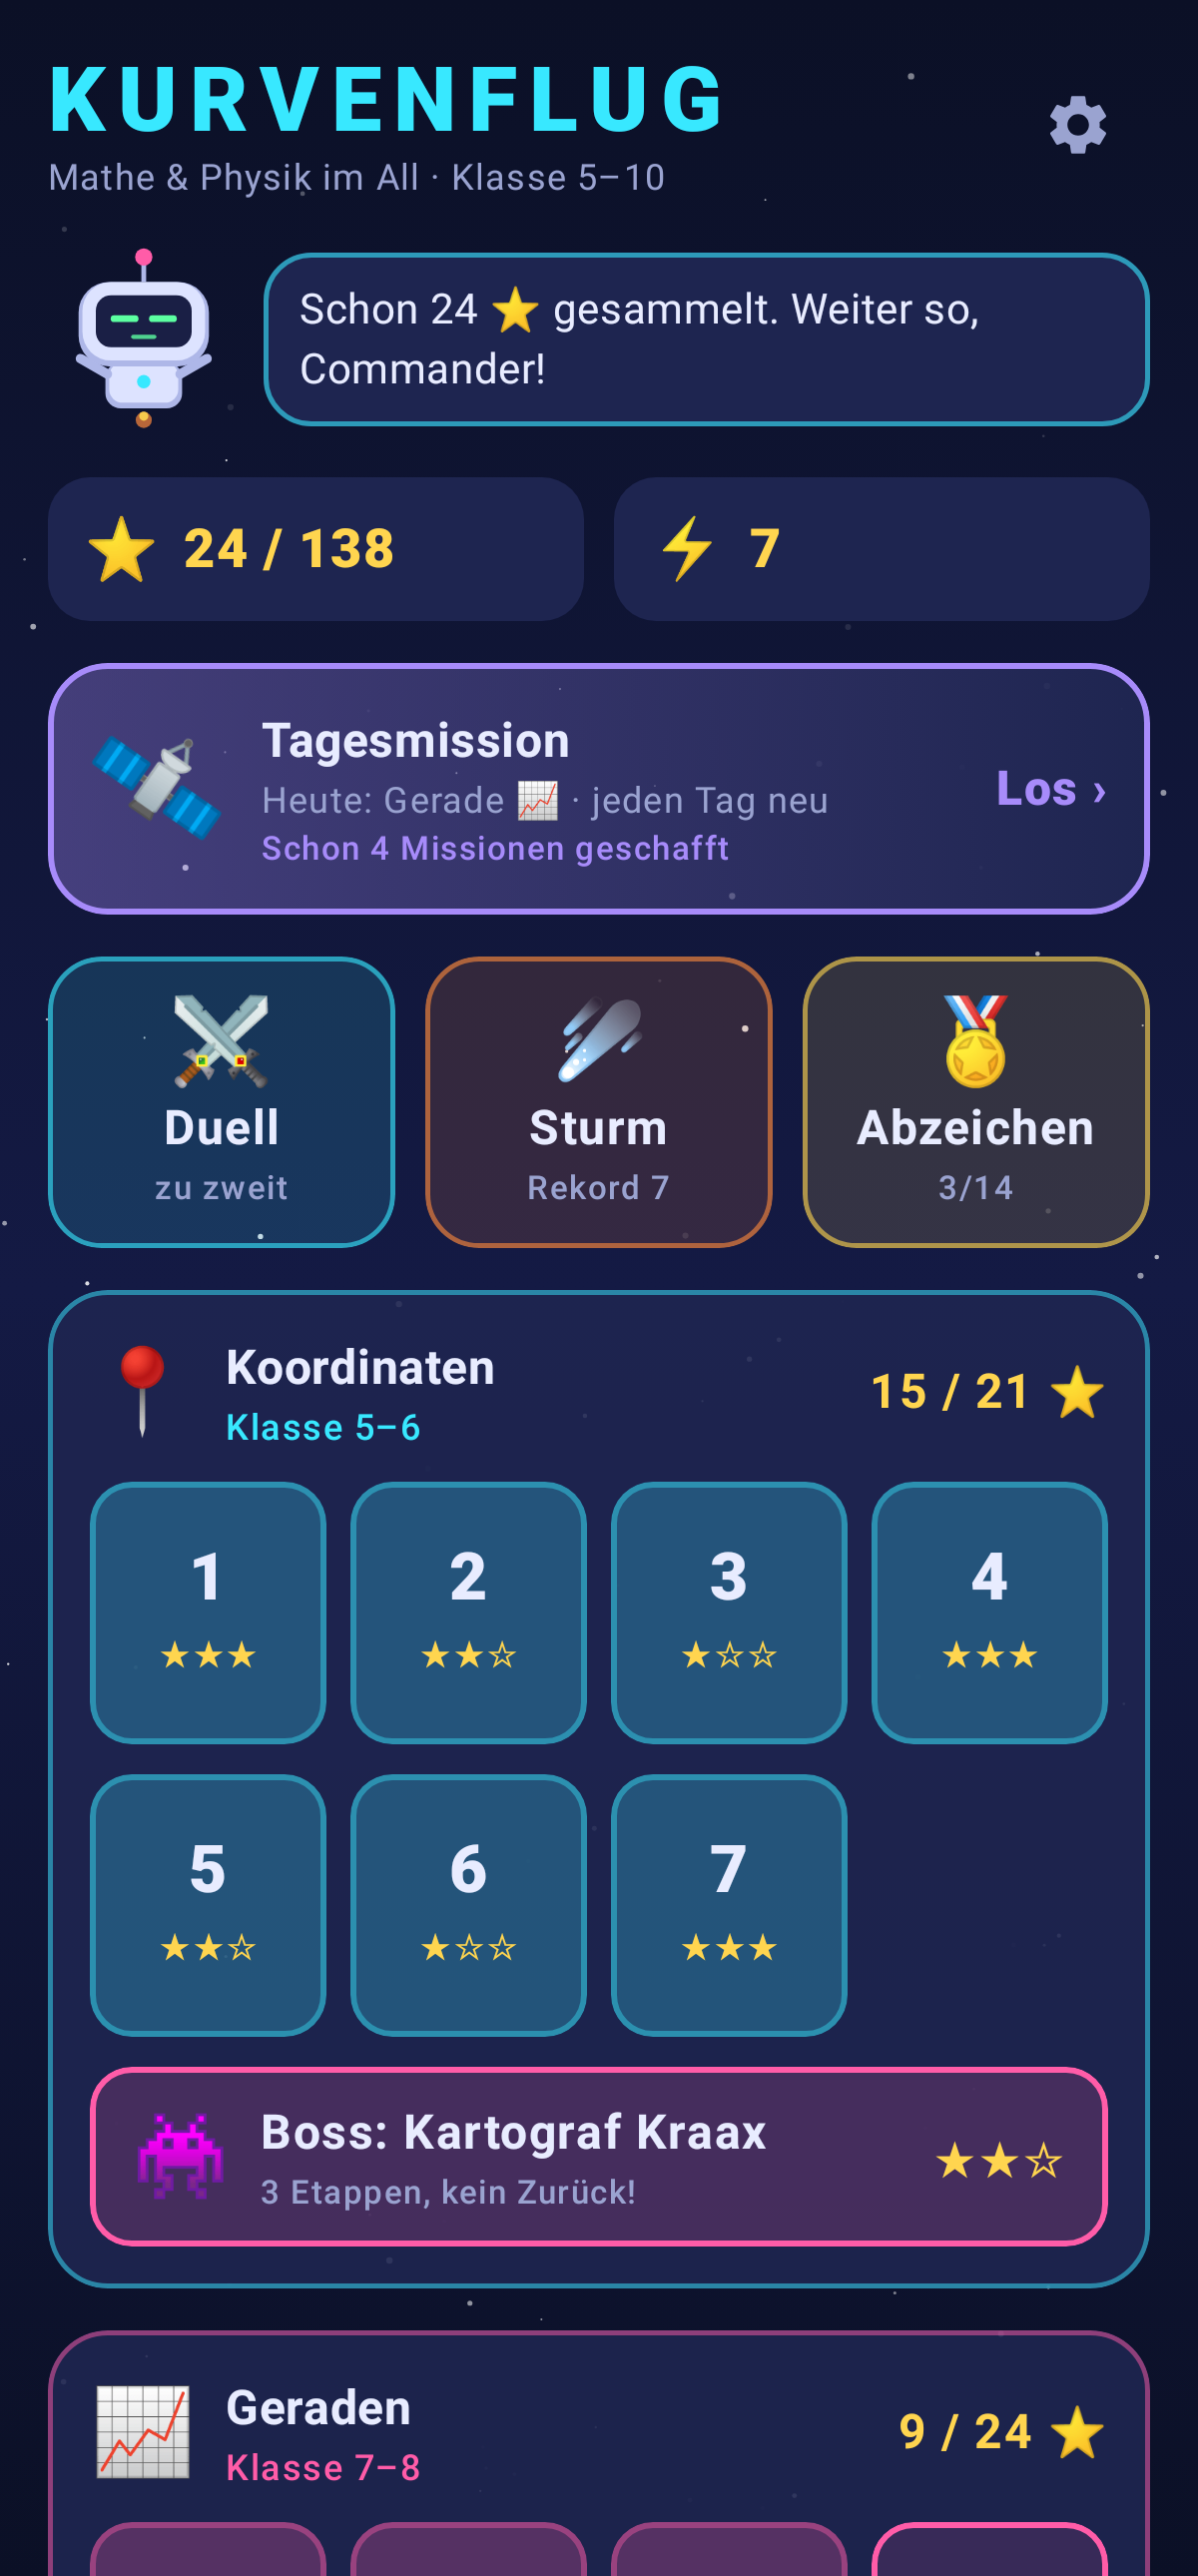 KURVENFLUG
Mathe & Physik im All · Klasse 5–10
Schon 24 ⭐ gesammelt. Weiter so,
Commander!
⭐ 24 / 138
⚡ 7
Tagesmission
Heute: Gerade 📈 · jeden Tag neu
Schon 4 Missionen geschafft
Los ›
Duell
zu zweit
Sturm
Rekord 7
Abzeichen
3/14
Koordinaten
Klasse 5–6
15 / 21 ⭐
1
★★★
2
★★☆
3
★☆☆
4
★★★
5
★★☆
6
★☆☆
7
★★★
Boss: Kartograf Kraax
3 Etappen, kein Zurück!
★★☆
Geraden
Klasse 7–8
9 / 24 ⭐